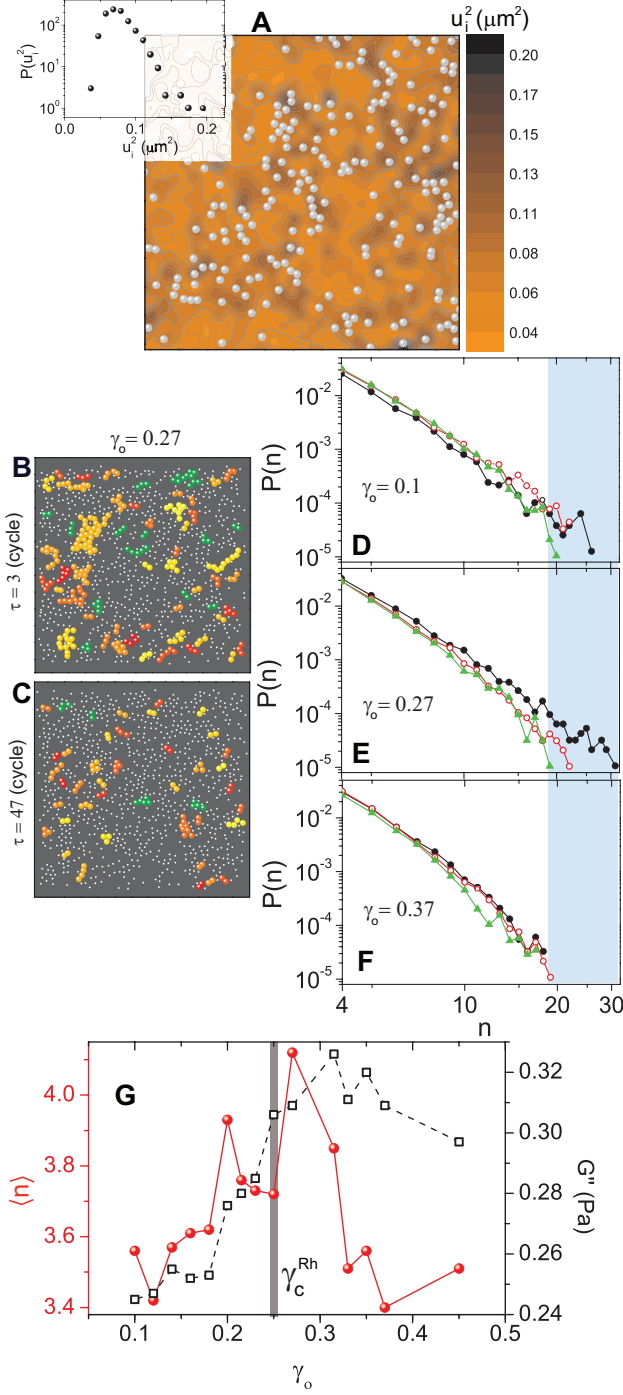 A
u_i^2 (μm^2)
P(u_i^2)
10^2
10^1
10^0
0.0
0.1
0.2
u_i^2 (μm^2)
0.20
0.17
0.13
0.11
0.08
0.06
0.04
γ_o = 0.27
B
τ = 3 (cycle)
C
τ = 47 (cycle)
P(n)
10^-2
10^-3
10^-4
10^-5
γ_o = 0.1
D
P(n)
10^-2
10^-3
10^-4
10^-5
γ_o = 0.27
E
P(n)
10^-2
10^-3
10^-4
10^-5
γ_o = 0.37
F
4
10
20
30
n
G
⟨n⟩
4.0
3.8
3.6
3.4
0.32
0.30
0.28
0.26
0.24
G" (Pa)
γ_c^Rh
0.1
0.2
0.3
0.4
0.5
γ_o